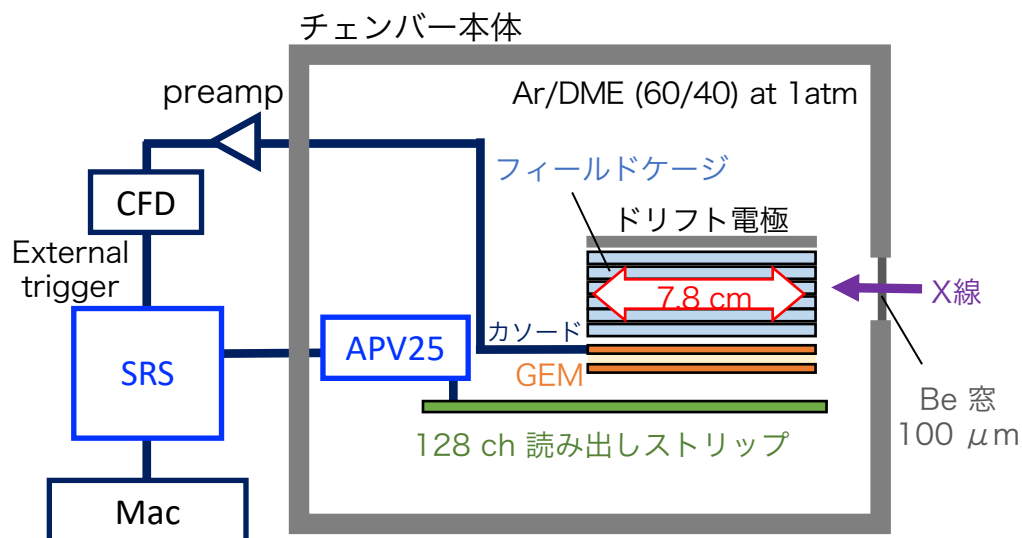 チェンバー本体
Ar/DME (60/40) at 1atm
preamp
フィールドケージ
CFD
ドリフト電極
External
trigger
7.8 cm
X線
カソード
APV25
SRS
GEM
Be 窓
100 μm
128 ch 読み出しストリップ
Mac